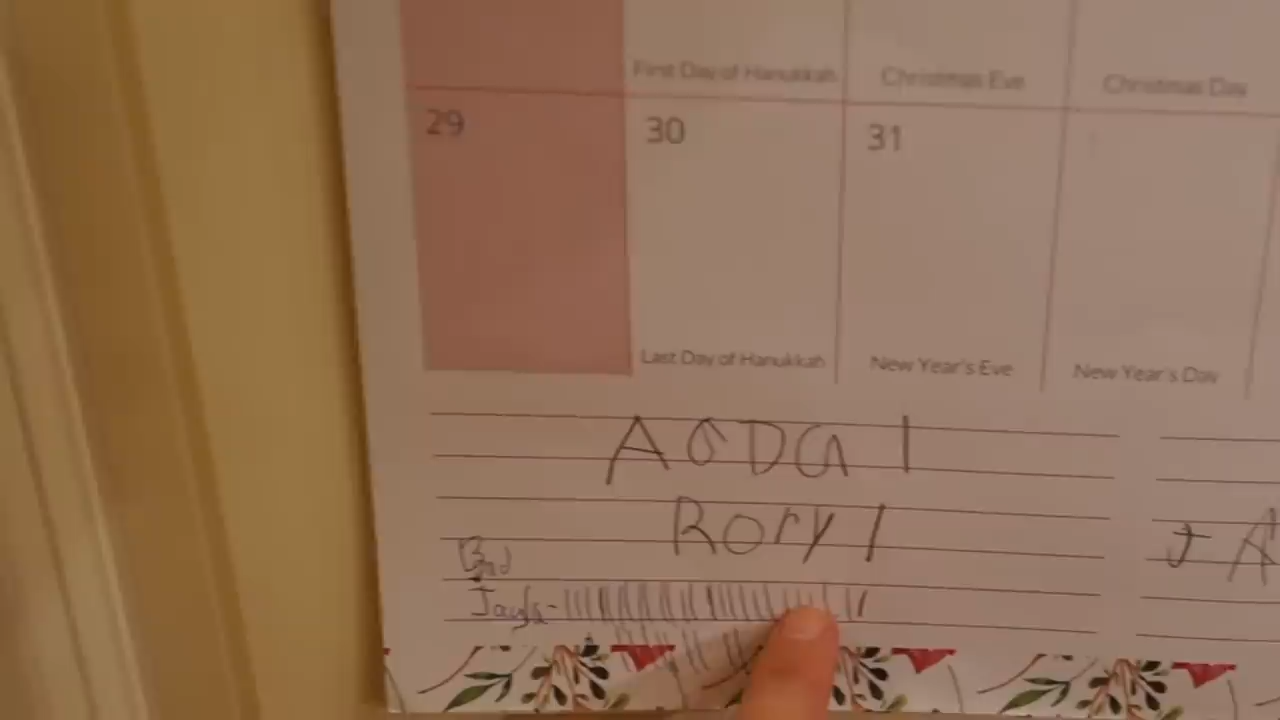 First Day of Hanukkah Christmas Eve Christmas Day
29 30 31
Last Day of Hanukkah New Year's Eve New Year's Day
Rory I
Jayla-